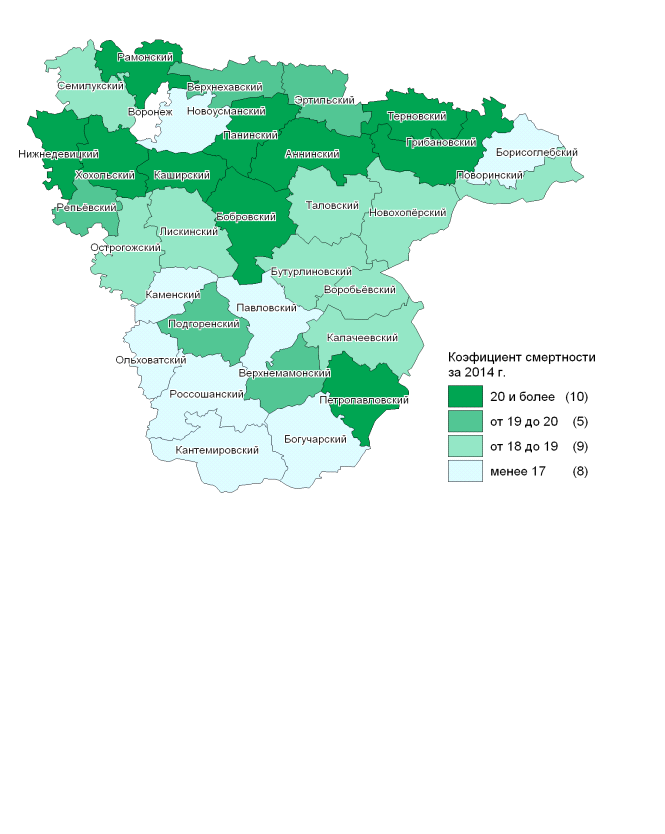 Рамонский
Семилукский
Верхнехавский
Эртильский
Воронеж
Новоусманский
Терновский
Панинский
Грибановский
Нижнедевицкий
Аннинский
Борисоглебский
Хохольский
Каширский
Поворинский
Репьёвский
Таловский
Новохопёрский
Бобровский
Лискинский
Острогожский
Бутурлиновский
Воробьёвский
Каменский
Павловский
Подгоренский
Калачеевский
Ольховатский
Верхнемамонский
Россошанский
Петропавловский
Богучарский
Кантемировский
Коэфициент смертности
за 2014 г.
20 и более (10)
от 19 до 20 (5)
от 18 до 19 (9)
менее 17 (8)